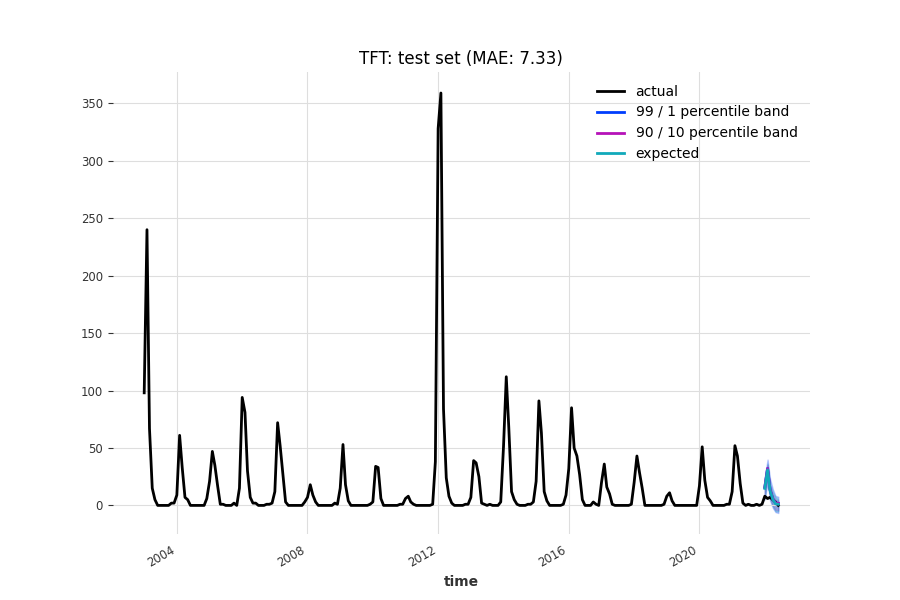 TFT: test set (MAE: 7.33)
actual
99 / 1 percentile band
90 / 10 percentile band
expected
350
300
250
200
150
100
50
0
2004
2008
2012
2016
2020
time